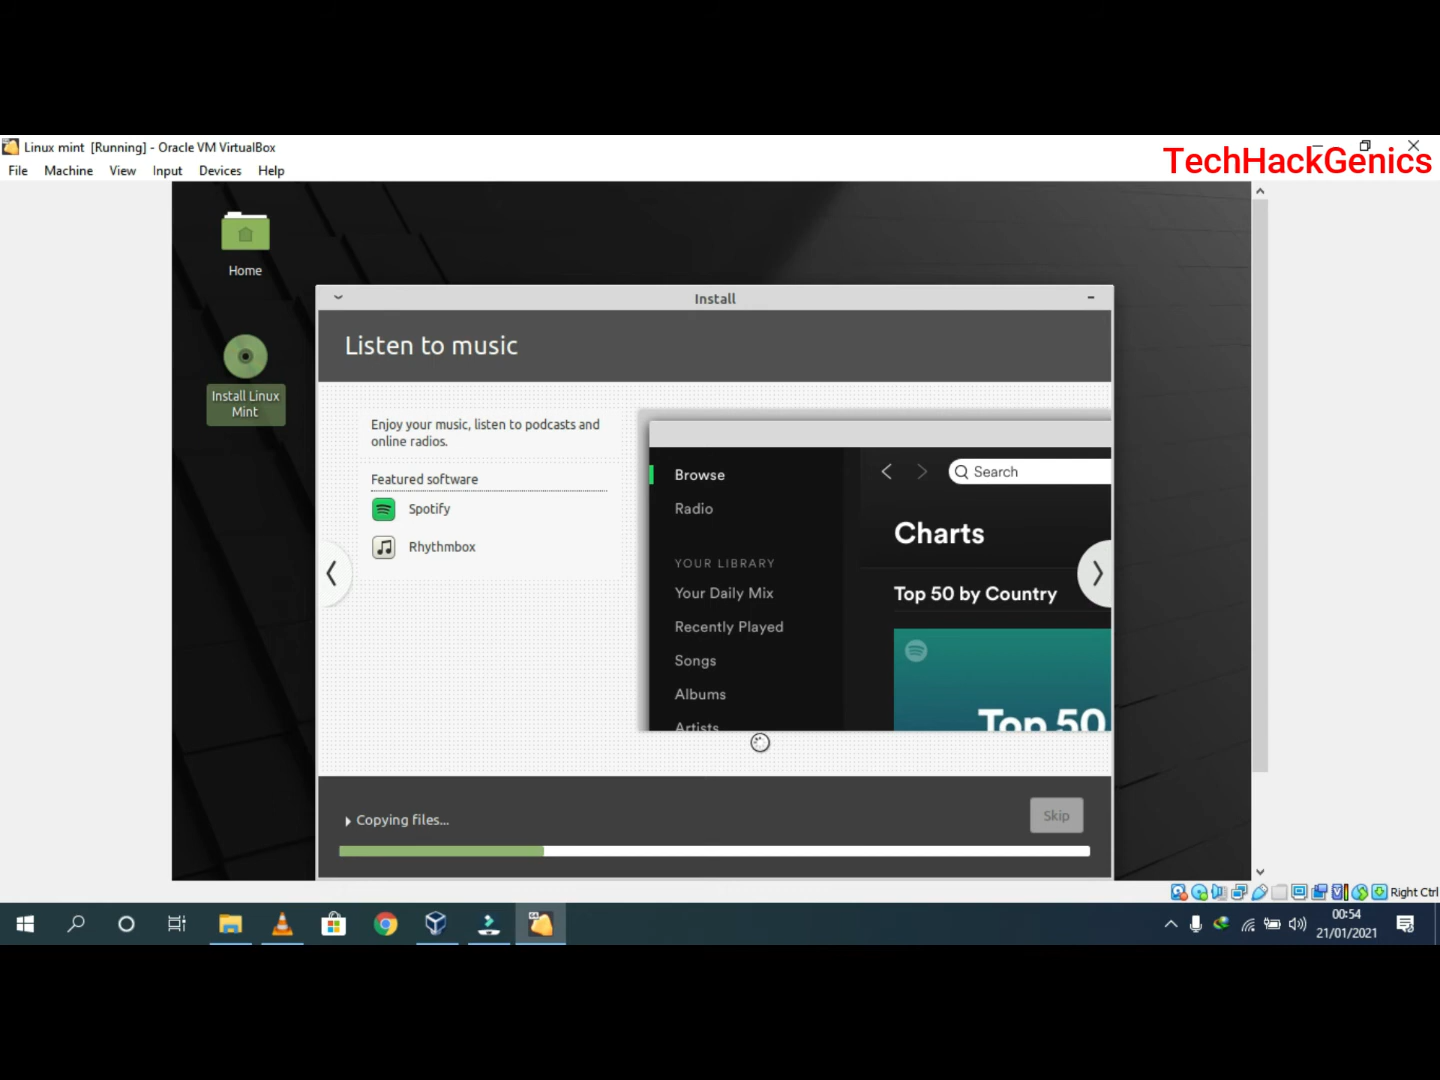 Linux mint [Running] - Oracle VM VirtualBox
TechHackGenics
File Machine View Input Devices Help
Home
Install Linux
Mint
Install
Listen to music
Enjoy your music, listen to podcasts and
online radios.
Featured software
Spotify
Rhythmbox
Browse
Radio
YOUR LIBRARY
Your Daily Mix
Recently Played
Songs
Albums
Artists
Search
Charts
Top 50 by Country
Top 50
Copying files...
Skip
Right Ctrl
00:54
21/01/2021